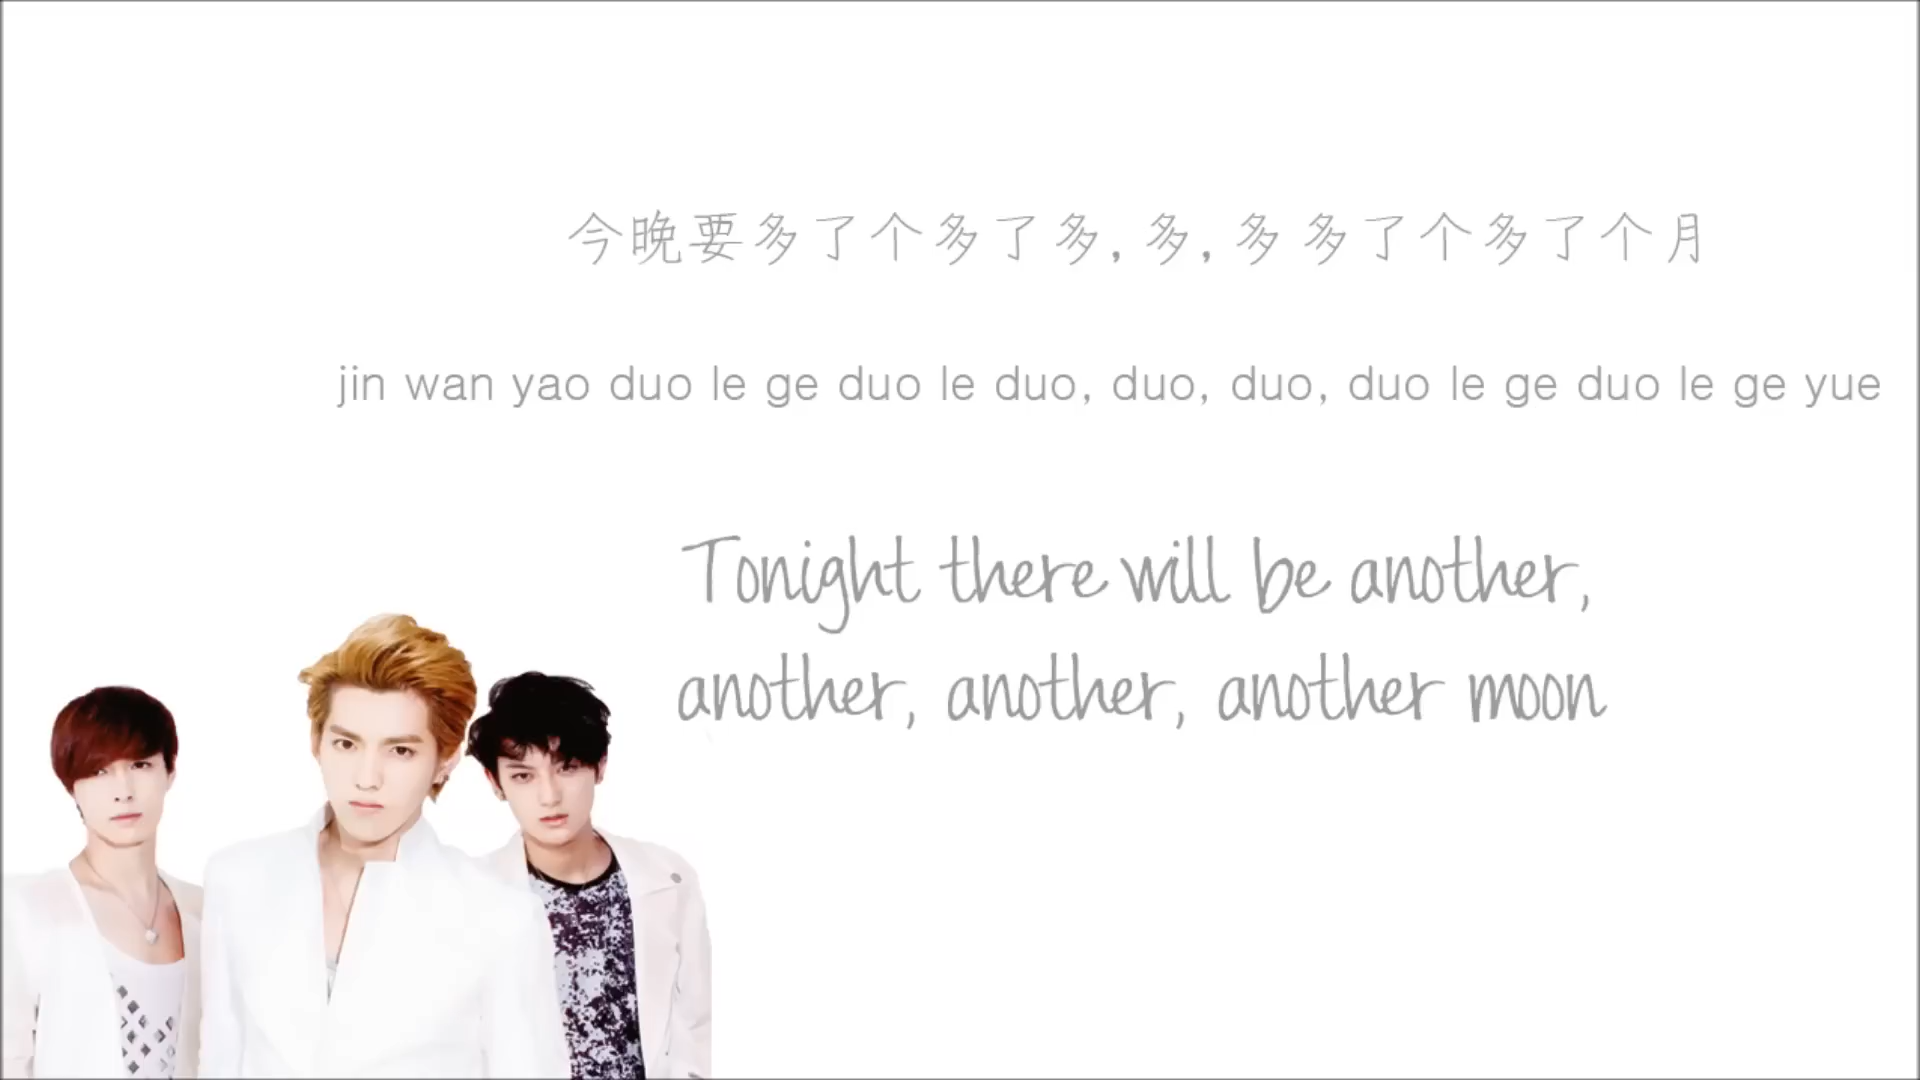 今晚要多了个多了多,多,多 多了个多了个月
jin wan yao duo le ge duo le duo, duo, duo, duo le ge duo le ge yue
Tonight there will be another,
another, another, another moon